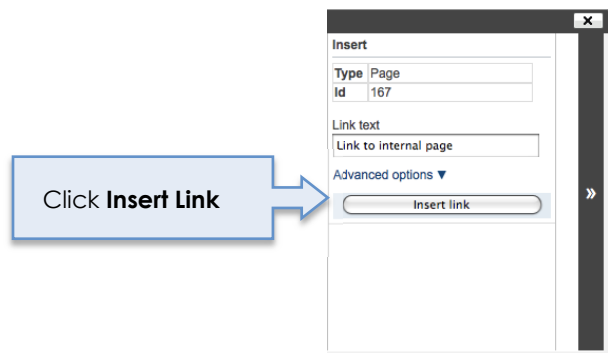 x
Insert
Type Page
Id 167
Link text
Link to internal page
Advanced options ▼
Click Insert Link
Insert link
»